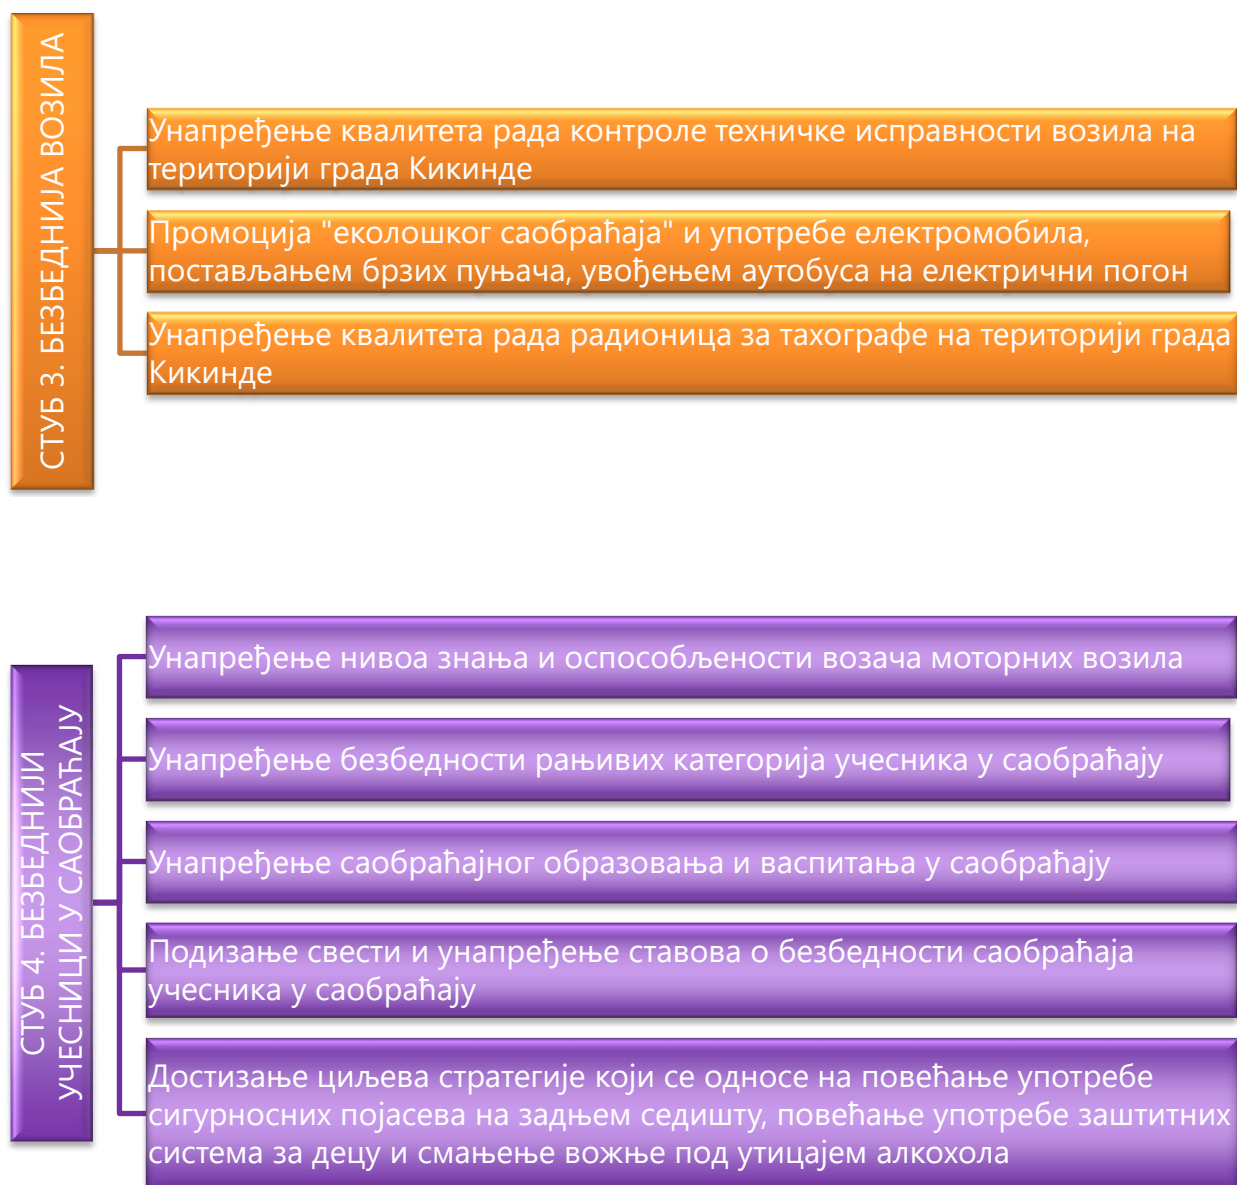 СТУБ 3. БЕЗБЕДНИЈА ВОЗИЛА
Унапређење квалитета рада контроле техничке исправности возила на
територији града Кикинде
Промоција "еколошког саобраћаја" и употребе електромобила,
постављањем брзих пуњача, увођењем аутобуса на електрични погон
Унапређење квалитета рада радионица за тахографе на територији града
Кикинде
СТУБ 4. БЕЗБЕДНИЈИ
УЧЕСНИЦИ У САОБРАЋАЈУ
Унапређење нивоа знања и оспособљености возача моторних возила
Унапређење безбедности рањивих категорија учесника у саобраћају
Унапређење саобраћајног образовања и васпитања у саобраћају
Подизање свести и унапређење ставова о безбедности саобраћаја
учесника у саобраћају
Достизање циљева стратегије који се односе на повећање употребе
сигурносних појасева на задњем седишту, повећање употребе заштитних
система за децу и смањење вожње под утицајем алкохола